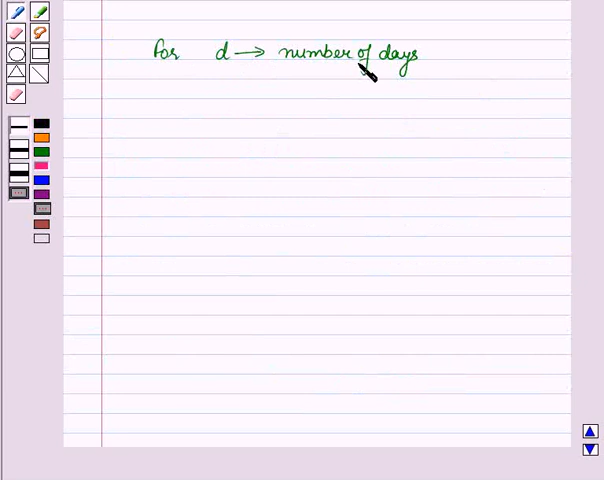 for d → number of days